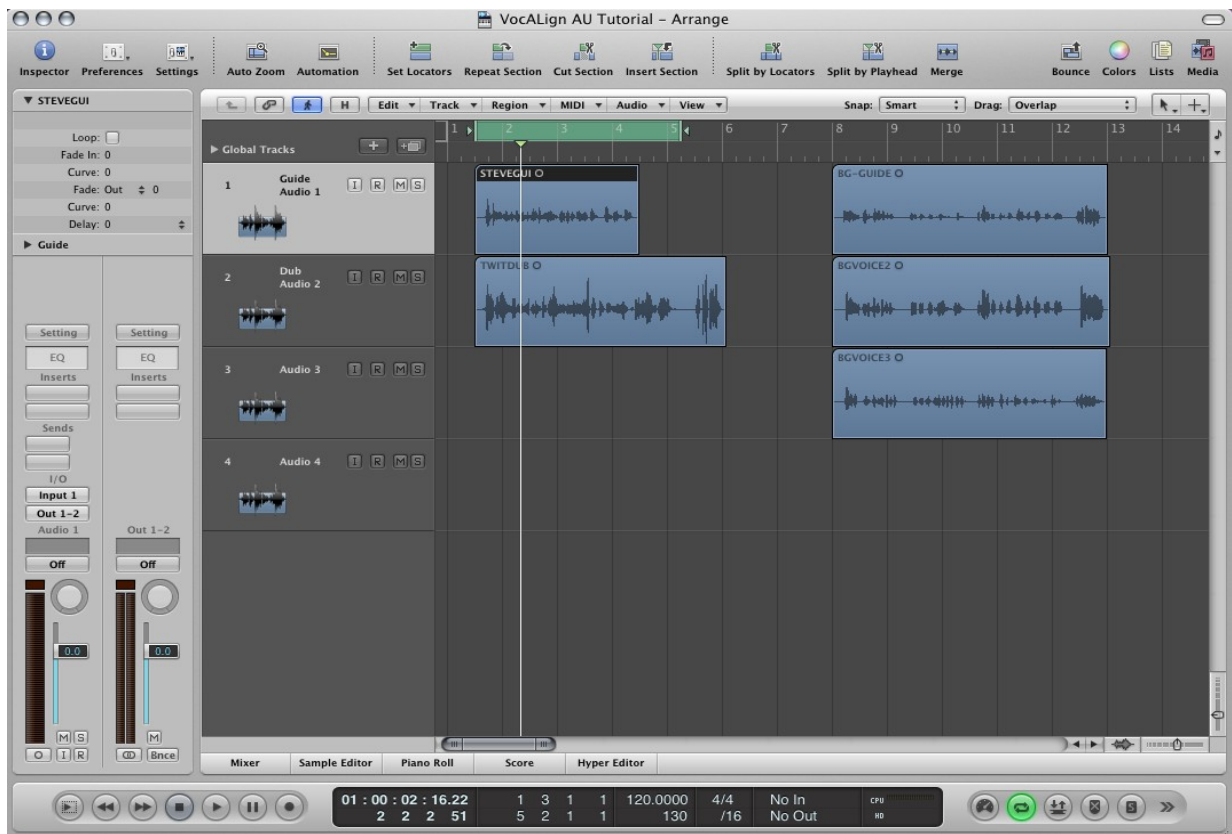 VocALign AU Tutorial – Arrange
Inspector Preferences Settings Auto Zoom Automation Set Locators Repeat Section Cut Section Insert Section Split by Locators Split by Playhead Merge Bounce Colors Lists Media
STEVEGUI
H Edit Track Region MIDI Audio View Snap: Smart Drag: Overlap
1 2 3 4 5 6 7 8 9 10 11 12 13 14
Global Tracks
Loop:
Fade In: 0
Curve: 0
Fade: Out 0
Curve: 0
Delay: 0
Guide
1 Guide Audio 1 I R M S
STEVEGUI
BG-GUIDE
2 Dub Audio 2 I R M S
TWITDUB
BGVOICE2
3 Audio 3 I R M S
BGVOICE3
4 Audio 4 I R M S
Setting Setting
EQ EQ
Inserts Inserts
Sends
I/O
Input 1
Out 1–2
Audio 1 Out 1–2
Off Off
0.0 0.0
M S M
I R Bnce
Mixer Sample Editor Piano Roll Score Hyper Editor
01 : 00 : 02 : 16.22 1 3 1 1 120.0000 4/4 No In CPU
2 2 2 51 5 2 1 1 130 /16 No Out HD
S